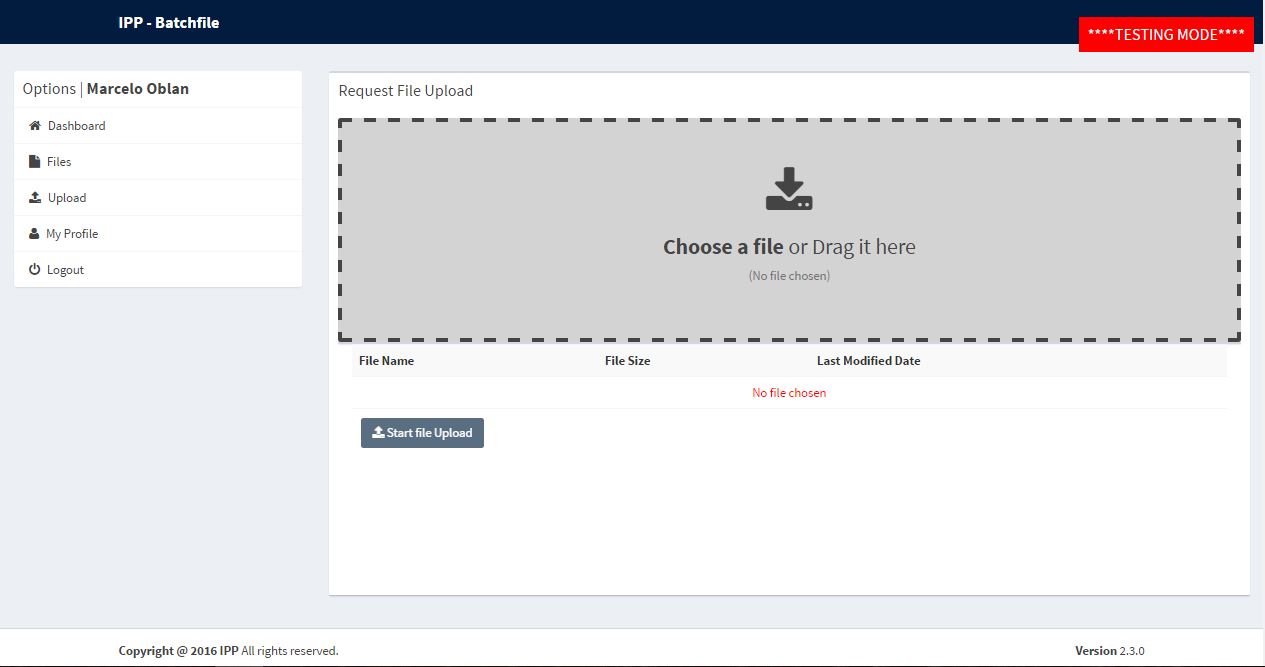 IPP - Batchfile
****TESTING MODE****
Options | Marcelo Oblan
Dashboard
Files
Upload
My Profile
Logout
Request File Upload
Choose a file or Drag it here
(No file chosen)
File Name File Size Last Modified Date
No file chosen
Start file Upload
Copyright @ 2016 IPP All rights reserved.
Version 2.3.0